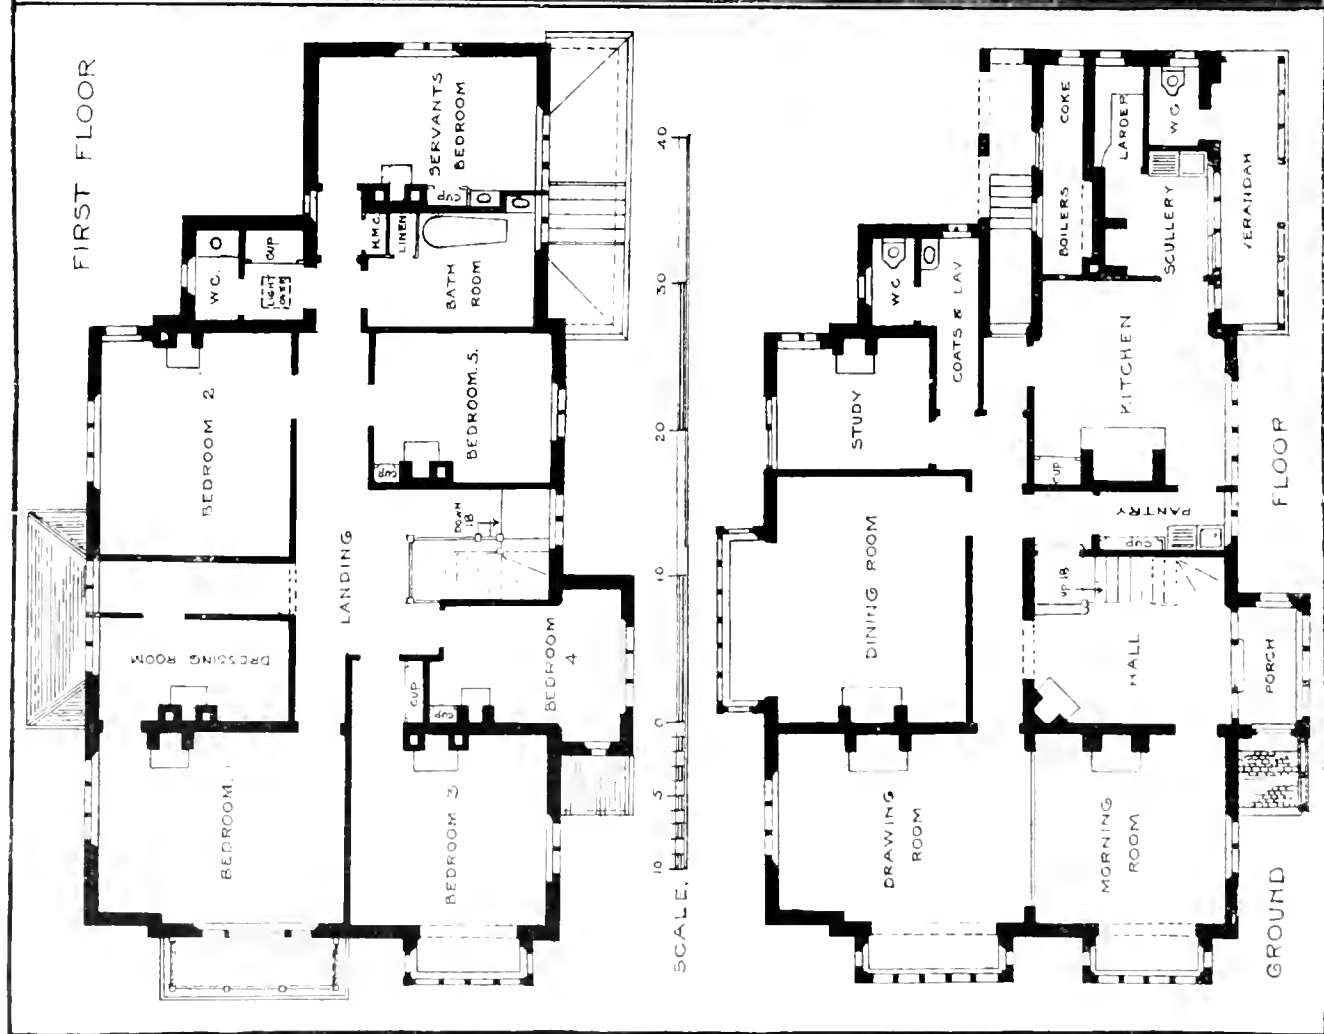 FIRST FLOOR
SERVANTS
BEDROOM
H.M.C.
LINEN
BATH
ROOM
W.C.
CUP
LIGHT
OVER
BEDROOM 2
BEDROOM.5.
LANDING
DOWN
18
DRESSING ROOM
CUP
BEDROOM
4
BEDROOM 1
BEDROOM 3
SCALE.
10
5
0
10
20
30
40
GROUND
FLOOR
COKE
BOILERS
LARDER
W.C.
SCULLERY
VERANDAH
W.C
COATS & LAV
STUDY
KITCHEN
CUP
PANTRY
CUP
DINING ROOM
UP 18
HALL
PORCH
DRAWING
ROOM
MORNING
ROOM